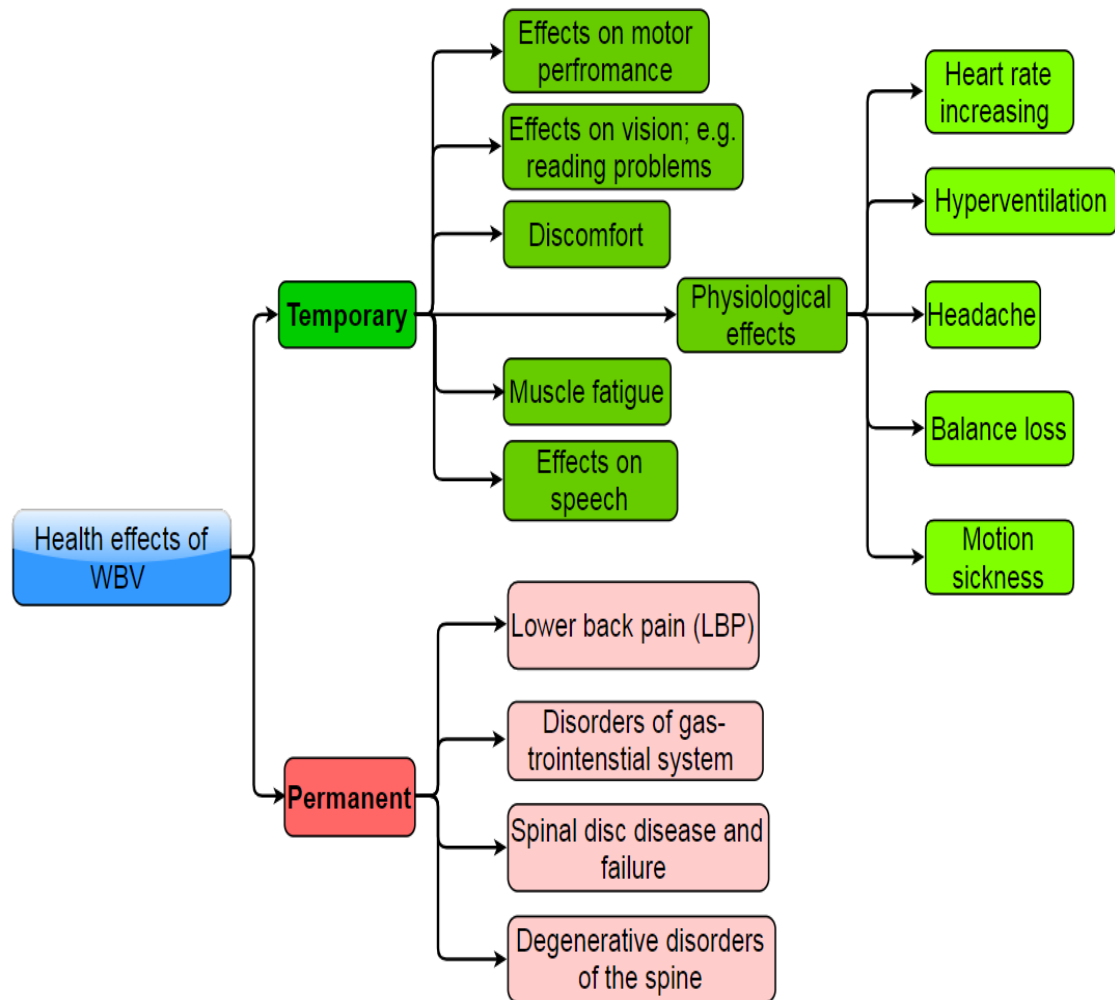 Effects on motor
perfromance
Effects on vision; e.g.
reading problems
Discomfort
Temporary
Physiological
effects
Muscle fatigue
Effects on
speech
Heart rate
increasing
Hyperventilation
Headache
Balance loss
Motion
sickness
Health effects of
WBV
Lower back pain (LBP)
Disorders of gas-
trointenstial system
Permanent
Spinal disc disease and
failure
Degenerative disorders
of the spine